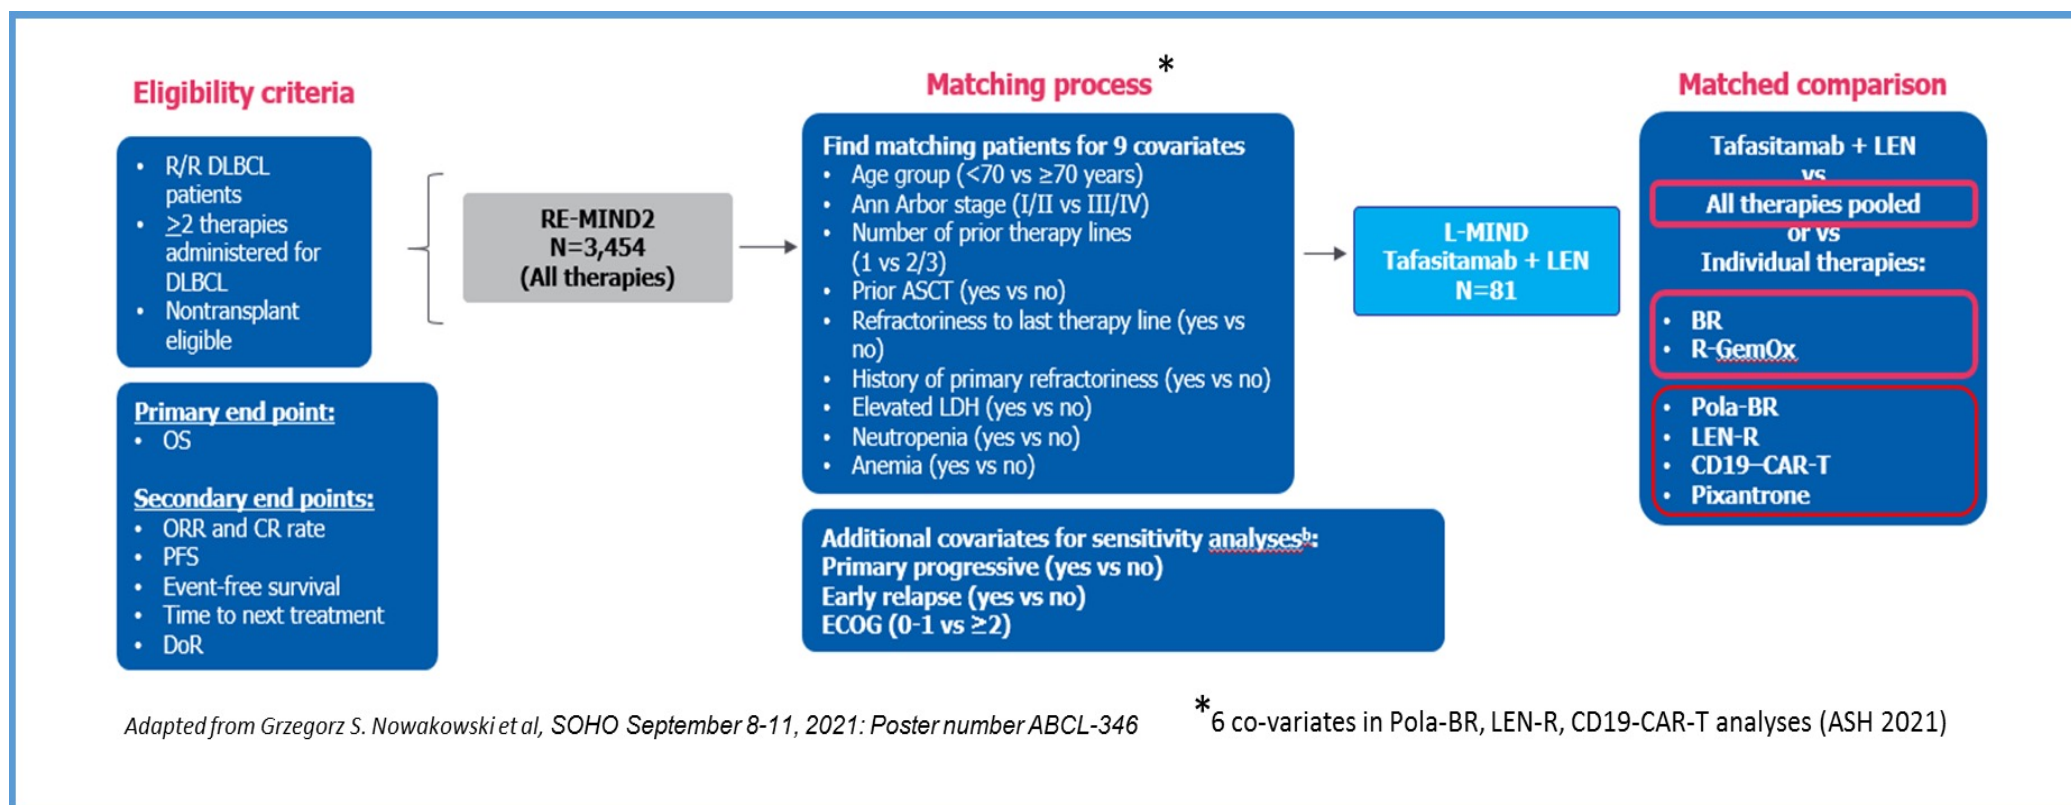 Eligibility criteria
• R/R DLBCL
patients
• ≥2 therapies
administered for
DLBCL
• Nontransplant
eligible
Primary end point:
• OS
Secondary end points:
• ORR and CR rate
• PFS
• Event-free survival
• Time to next treatment
• DoR
RE-MIND2
N=3,454
(All therapies)
Matching process *
Find matching patients for 9 covariates
• Age group (<70 vs ≥70 years)
• Ann Arbor stage (I/II vs III/IV)
• Number of prior therapy lines
(1 vs 2/3)
• Prior ASCT (yes vs no)
• Refractoriness to last therapy line (yes vs
no)
• History of primary refractoriness (yes vs no)
• Elevated LDH (yes vs no)
• Neutropenia (yes vs no)
• Anemia (yes vs no)
Additional covariates for sensitivity analysesᵇ:
Primary progressive (yes vs no)
Early relapse (yes vs no)
ECOG (0-1 vs ≥2)
L-MIND
Tafasitamab + LEN
N=81
Matched comparison
Tafasitamab + LEN
vs
All therapies pooled
or vs
Individual therapies:
• BR
• R-GemOx
• Pola-BR
• LEN-R
• CD19–CAR-T
• Pixantrone
Adapted from Grzegorz S. Nowakowski et al, SOHO September 8-11, 2021: Poster number ABCL-346
*6 co-variates in Pola-BR, LEN-R, CD19-CAR-T analyses (ASH 2021)